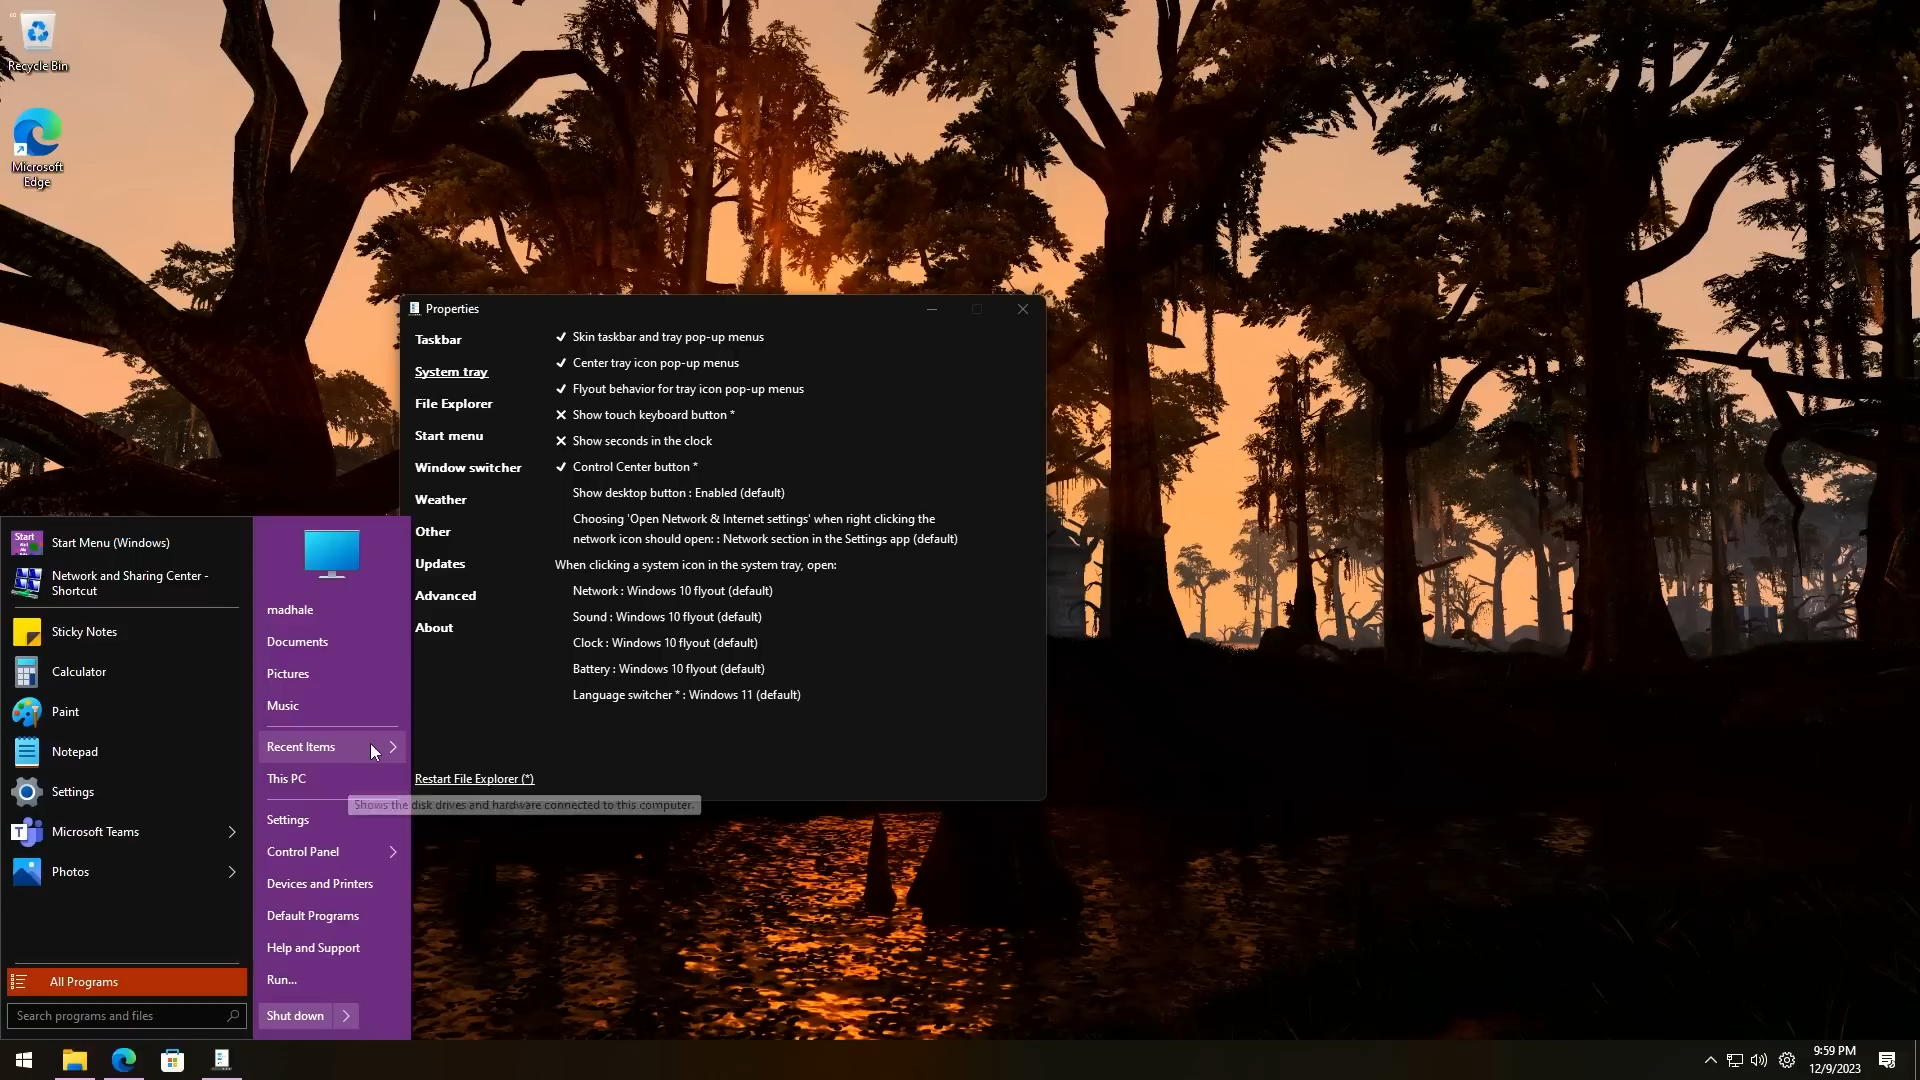 Recycle Bin
Microsoft
Edge
Properties
Taskbar
System tray
File Explorer
Start menu
Window switcher
Weather
Other
Updates
Advanced
About
Skin taskbar and tray pop-up menus
Center tray icon pop-up menus
Flyout behavior for tray icon pop-up menus
Show touch keyboard button *
Show seconds in the clock
Control Center button *
Show desktop button : Enabled (default)
Choosing 'Open Network & Internet settings' when right clicking the
network icon should open: : Network section in the Settings app (default)
When clicking a system icon in the system tray, open:
Network : Windows 10 flyout (default)
Sound : Windows 10 flyout (default)
Clock : Windows 10 flyout (default)
Battery : Windows 10 flyout (default)
Language switcher * : Windows 11 (default)
Restart File Explorer (*)
Start
Start Menu (Windows)
Network and Sharing Center -
Shortcut
Sticky Notes
Calculator
Paint
Notepad
Settings
Microsoft Teams
Photos
All Programs
Search programs and files
madhale
Documents
Pictures
Music
Recent Items
This PC
Shows the disk drives and hardware connected to this computer.
Settings
Control Panel
Devices and Printers
Default Programs
Help and Support
Run...
Shut down
9:59 PM
12/9/2023